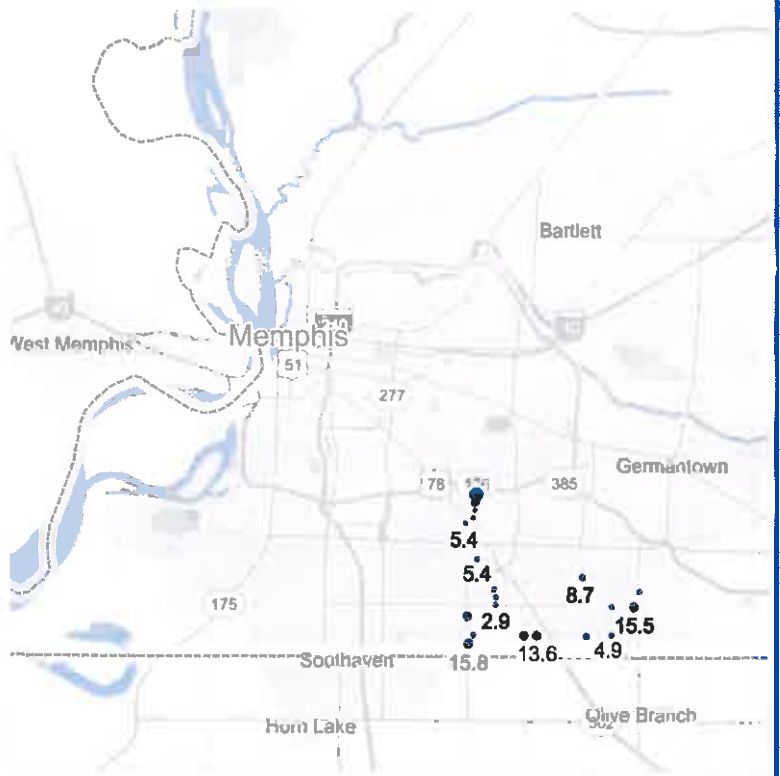 Bartlett
West Memphis
Memphis
51
277
Germantown
78
385
5.4
5.4
8.7
175
2.9
15.5
13.6
4.9
Southaven
15.8
Olive Branch
Horn Lake